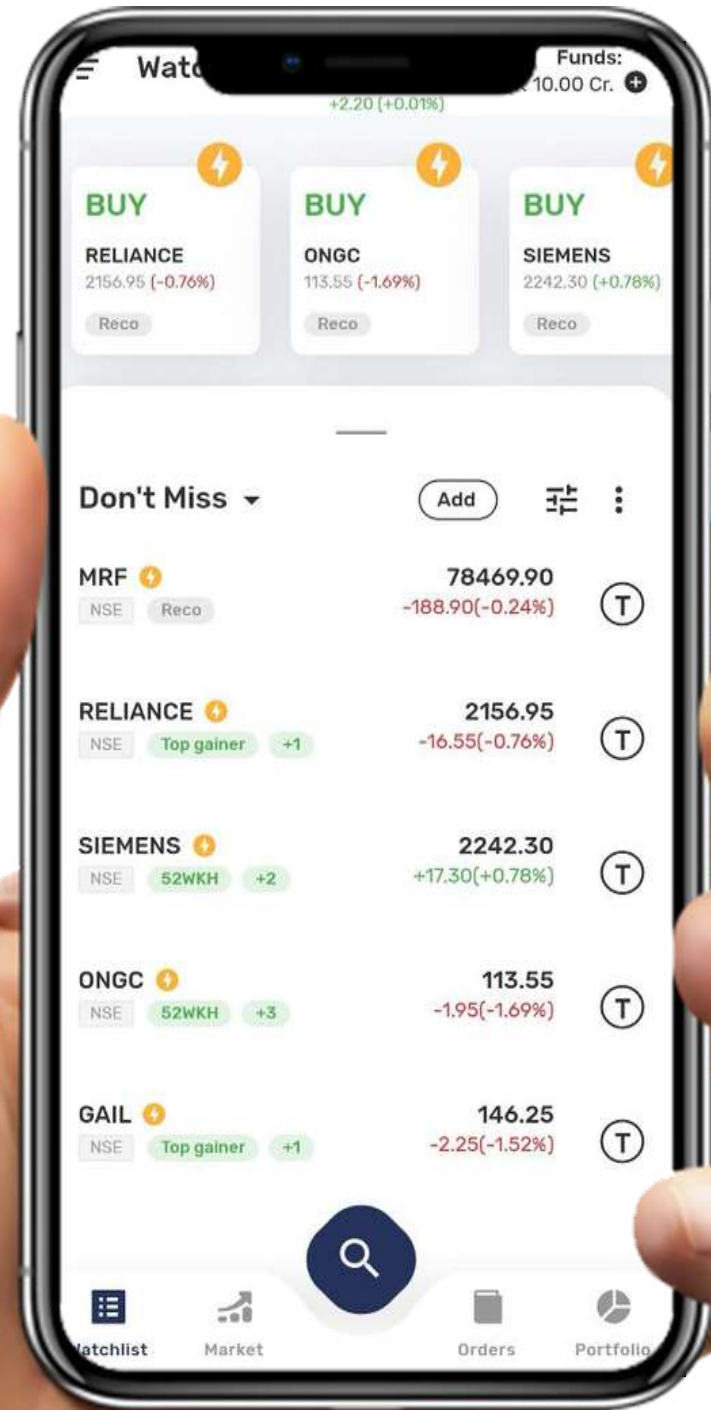 Funds:
10.00 Cr.
+2.20 (+0.01%)
BUY
RELIANCE
2156.95 (-0.76%)
Reco
BUY
ONGC
113.55 (-1.69%)
Reco
BUY
SIEMENS
2242.30 (+0.78%)
Reco
Don't Miss
Add
MRF
78469.90
NSE Reco
-188.90(-0.24%)
T
RELIANCE
2156.95
NSE Top gainer +1
-16.55(-0.76%)
T
SIEMENS
2242.30
NSE 52WKH +2
+17.30(+0.78%)
T
ONGC
113.55
NSE 52WKH +3
-1.95(-1.69%)
T
GAIL
146.25
NSE Top gainer +1
-2.25(-1.52%)
T
Watchlist
Market
Orders
Portfolio